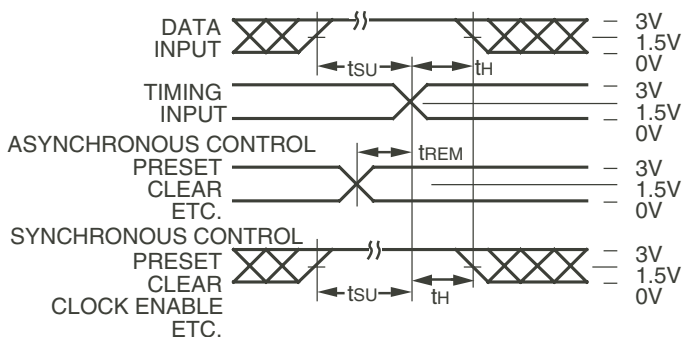 DATA
INPUT
3V
1.5V
0V
tSU
tH
TIMING
INPUT
3V
1.5V
0V
ASYNCHRONOUS CONTROL
PRESET
CLEAR
ETC.
tREM
3V
1.5V
0V
SYNCHRONOUS CONTROL
PRESET
CLEAR
CLOCK ENABLE
ETC.
tSU
tH
3V
1.5V
0V